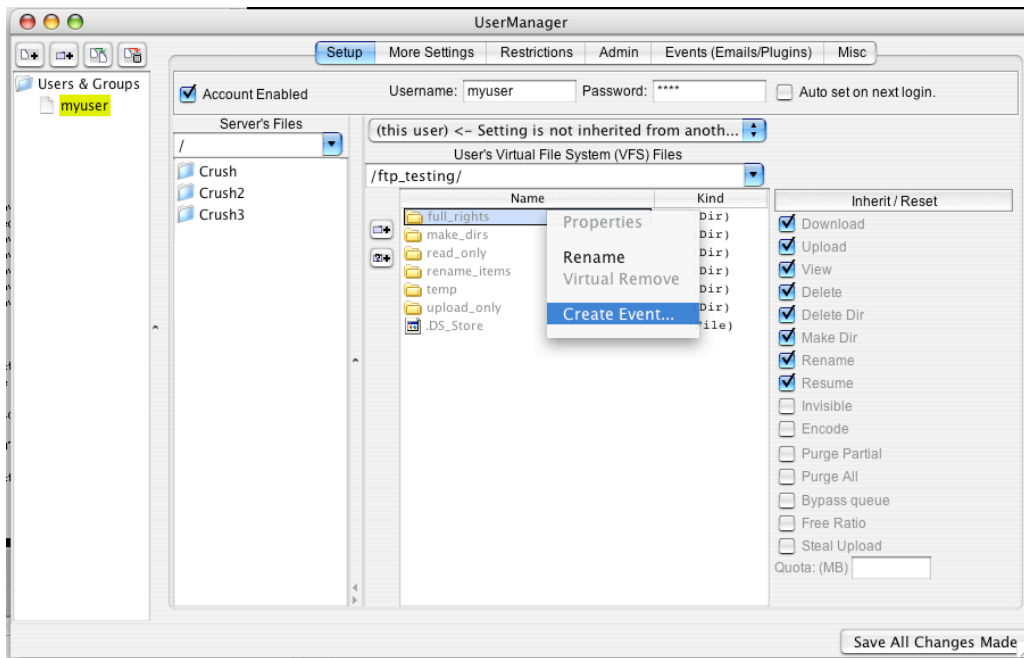 UserManager
Setup More Settings Restrictions Admin Events (Emails/Plugins) Misc
Users & Groups
myuser
Account Enabled Username: myuser Password: **** Auto set on next login.
Server's Files
/
Crush
Crush2
Crush3
(this user) <- Setting is not inherited from anoth...
User's Virtual File System (VFS) Files
/ftp_testing/
Name Kind
full_rights Dir)
make_dirs Dir)
read_only Dir)
rename_items Dir)
temp Dir)
upload_only Dir)
.DS_Store
Properties
Rename
Virtual Remove
Create Event...
Inherit / Reset
Download
Upload
View
Delete
Delete Dir
Make Dir
Rename
Resume
Invisible
Encode
Purge Partial
Purge All
Bypass queue
Free Ratio
Steal Upload
Quota: (MB)
Save All Changes Made